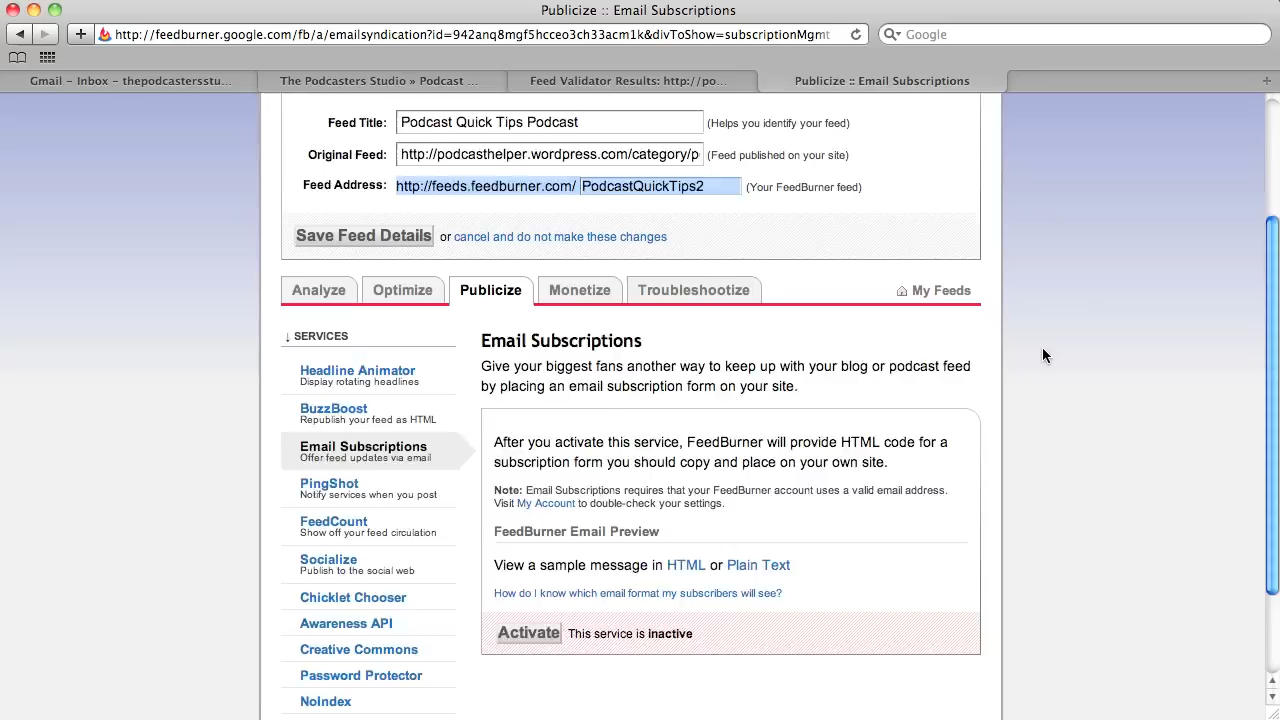 Publicize :: Email Subscriptions
http://feedburner.google.com/fb/a/emailsyndication?id=942anq8mgf5hcceo3ch33acm1k&divToShow=subscriptionMgmt
Google
Gmail – Inbox – thepodcastersstu...
The Podcasters Studio » Podcast ...
Feed Validator Results: http://po...
Publicize :: Email Subscriptions
Feed Title: Podcast Quick Tips Podcast (Helps you identify your feed)
Original Feed: http://podcasthelper.wordpress.com/category/p (Feed published on your site)
Feed Address: http://feeds.feedburner.com/ PodcastQuickTips2 (Your FeedBurner feed)
Save Feed Details or cancel and do not make these changes
Analyze Optimize Publicize Monetize Troubleshootize My Feeds
↓ SERVICES
Headline Animator
Display rotating headlines
BuzzBoost
Republish your feed as HTML
Email Subscriptions
Offer feed updates via email
PingShot
Notify services when you post
FeedCount
Show off your feed circulation
Socialize
Publish to the social web
Chicklet Chooser
Awareness API
Creative Commons
Password Protector
NoIndex
Email Subscriptions
Give your biggest fans another way to keep up with your blog or podcast feed
by placing an email subscription form on your site.
After you activate this service, FeedBurner will provide HTML code for a
subscription form you should copy and place on your own site.
Note: Email Subscriptions requires that your FeedBurner account uses a valid email address.
Visit My Account to double-check your settings.
FeedBurner Email Preview
View a sample message in HTML or Plain Text
How do I know which email format my subscribers will see?
Activate This service is inactive